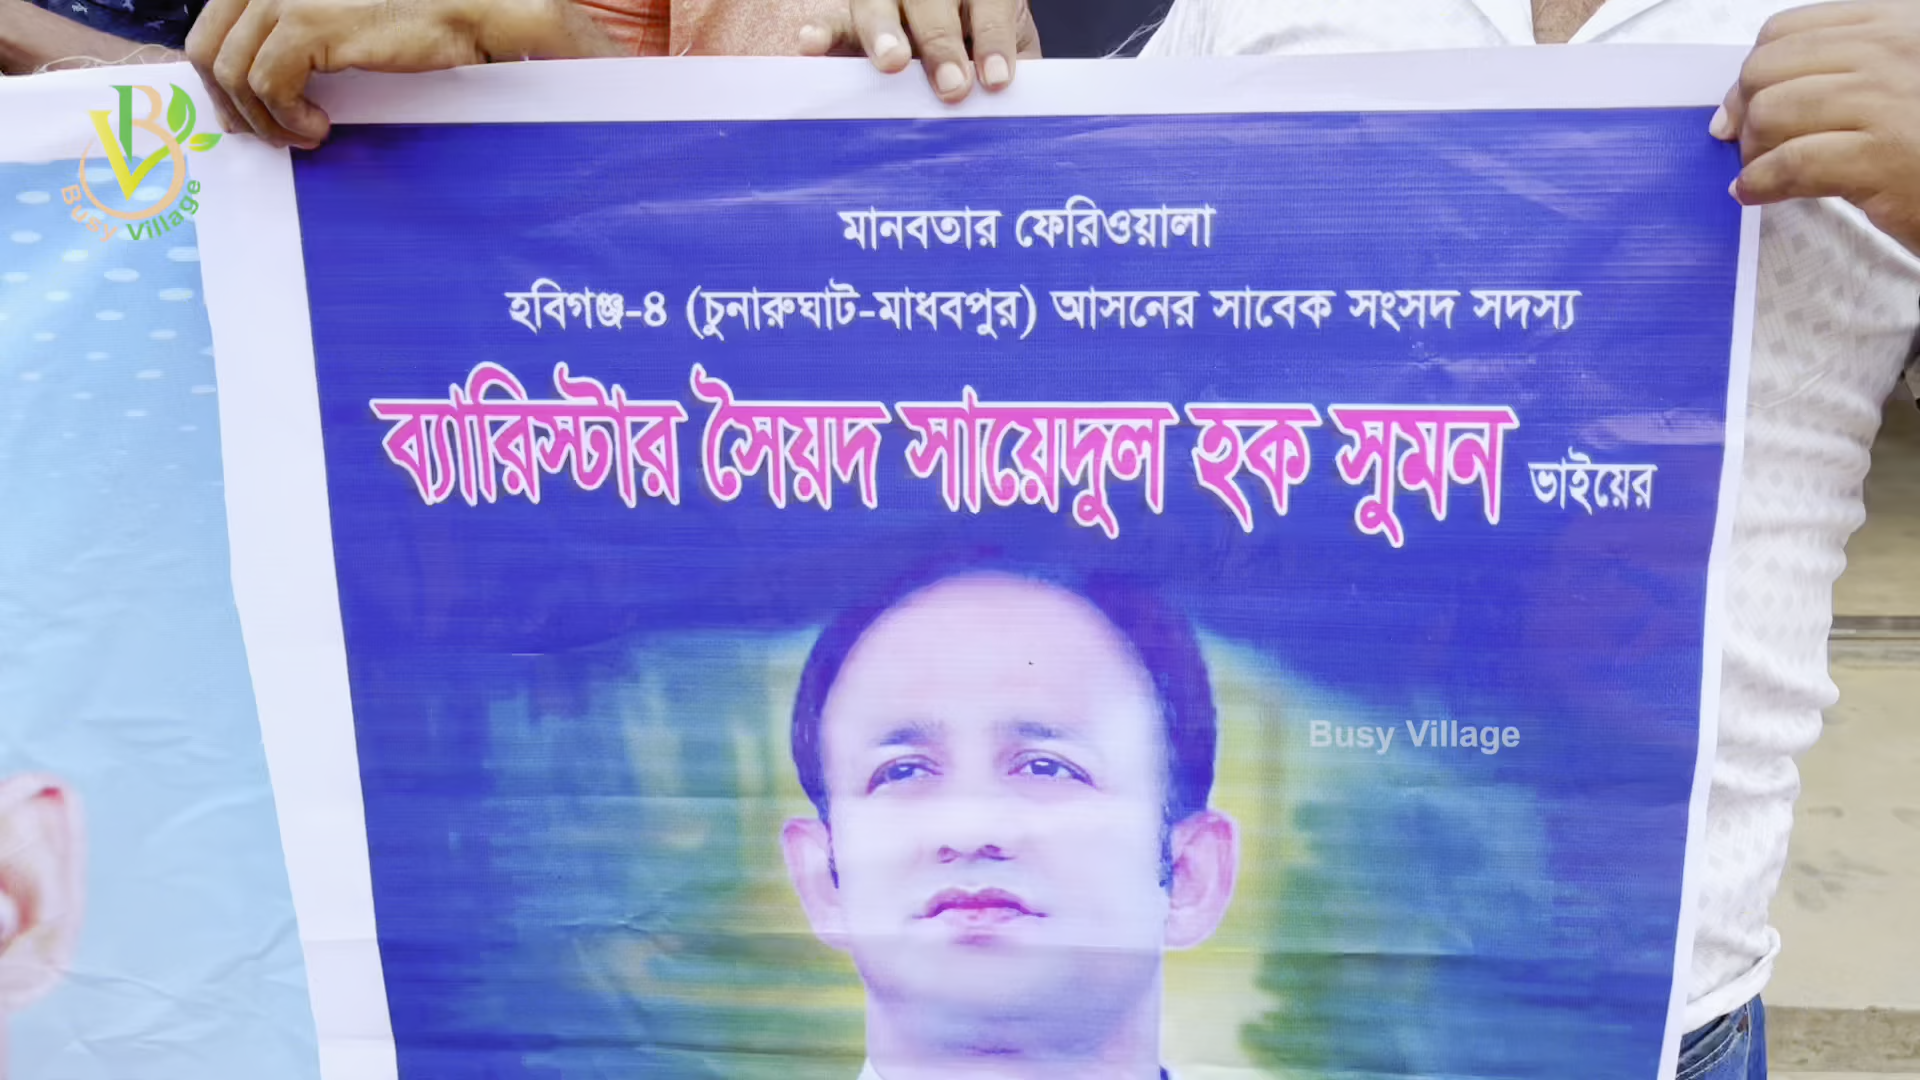 মানবতার ফেরিওয়ালা
হবিগঞ্জ-৪ (চুনারুঘাট-মাধবপুর) আসনের সাবেক সংসদ সদস্য
ব্যারিস্টার সৈয়দ সায়েদুল হক সুমন ভাইয়ের
Busy Village
Busy Village